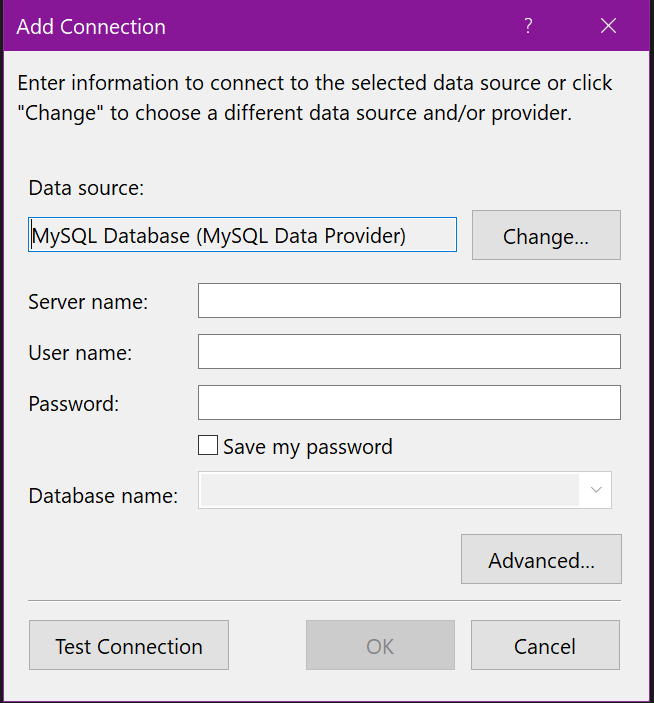 Add Connection
?
Enter information to connect to the selected data source or click
"Change" to choose a different data source and/or provider.
Data source:
MySQL Database (MySQL Data Provider)
Change...
Server name:
User name:
Password:
Save my password
Database name:
Advanced...
Test Connection
OK
Cancel